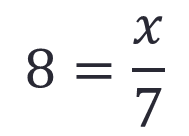 8 = x/7